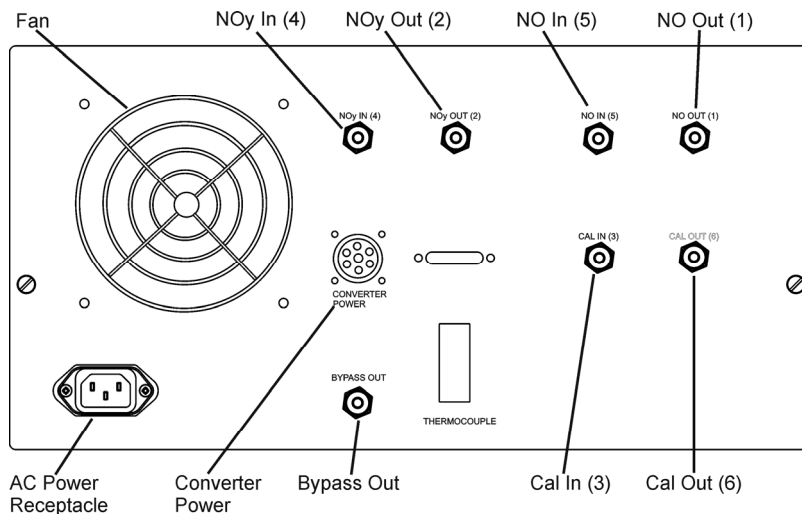 Fan
NOy In (4)
NOy Out (2)
NO In (5)
NO Out (1)
NOy IN (4)
NOy OUT (2)
NO IN (5)
NO OUT (1)
CAL IN (3)
CAL OUT (6)
CONVERTER
POWER
BYPASS OUT
THERMOCOUPLE
AC Power
Receptacle
Converter
Power
Bypass Out
Cal In (3)
Cal Out (6)